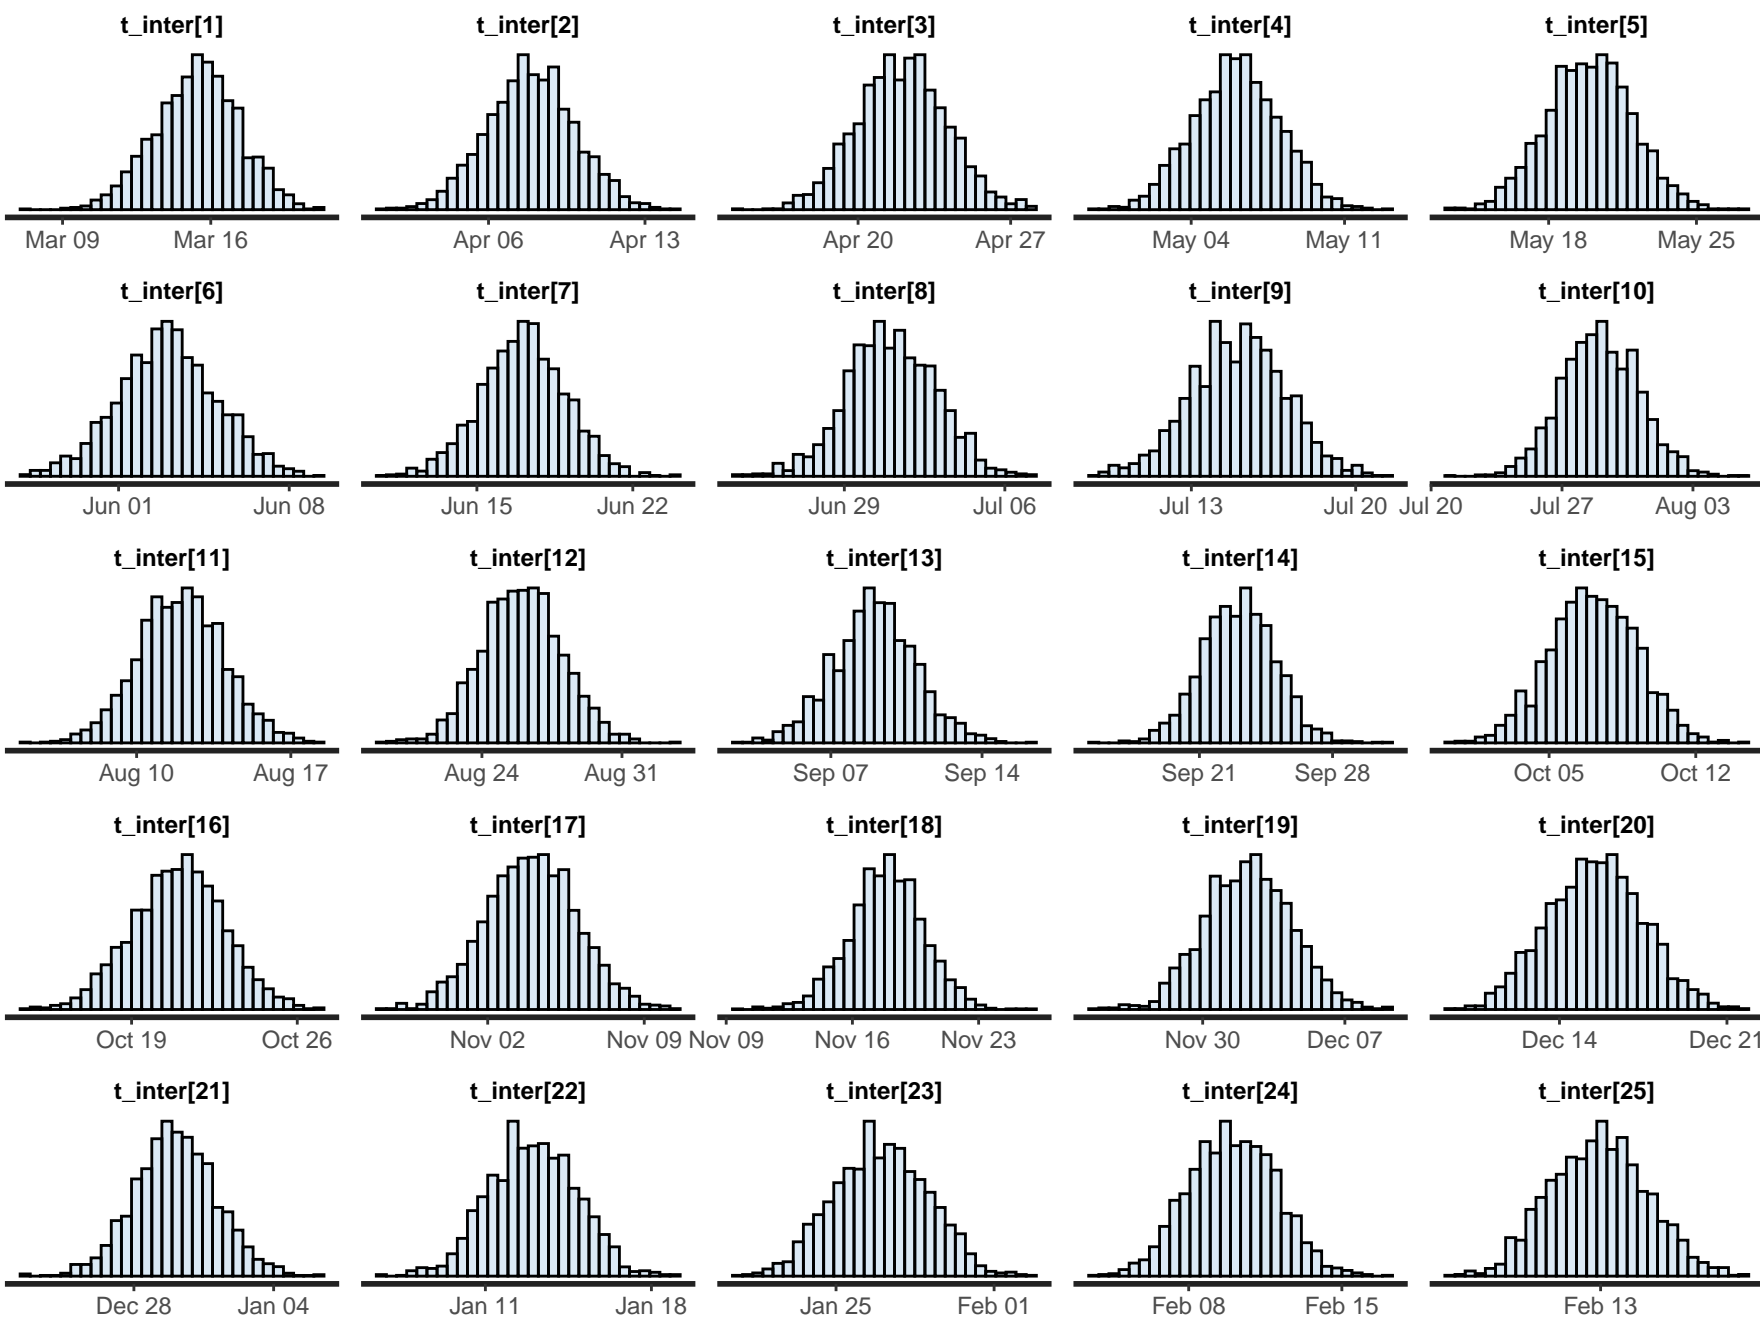 t_inter[1] t_inter[2] t_inter[3] t_inter[4] t_inter[5]
Mar 09 Mar 16 Apr 06 Apr 13 Apr 20 Apr 27 May 04 May 11 May 18 May 25
t_inter[6] t_inter[7] t_inter[8] t_inter[9] t_inter[10]
Jun 01 Jun 08 Jun 15 Jun 22 Jun 29 Jul 06 Jul 13 Jul 20 Jul 20 Jul 27 Aug 03
t_inter[11] t_inter[12] t_inter[13] t_inter[14] t_inter[15]
Aug 10 Aug 17 Aug 24 Aug 31 Sep 07 Sep 14 Sep 21 Sep 28 Oct 05 Oct 12
t_inter[16] t_inter[17] t_inter[18] t_inter[19] t_inter[20]
Oct 19 Oct 26 Nov 02 Nov 09 Nov 09 Nov 16 Nov 23 Nov 30 Dec 07 Dec 14 Dec 21
t_inter[21] t_inter[22] t_inter[23] t_inter[24] t_inter[25]
Dec 28 Jan 04 Jan 11 Jan 18 Jan 25 Feb 01 Feb 08 Feb 15 Feb 13